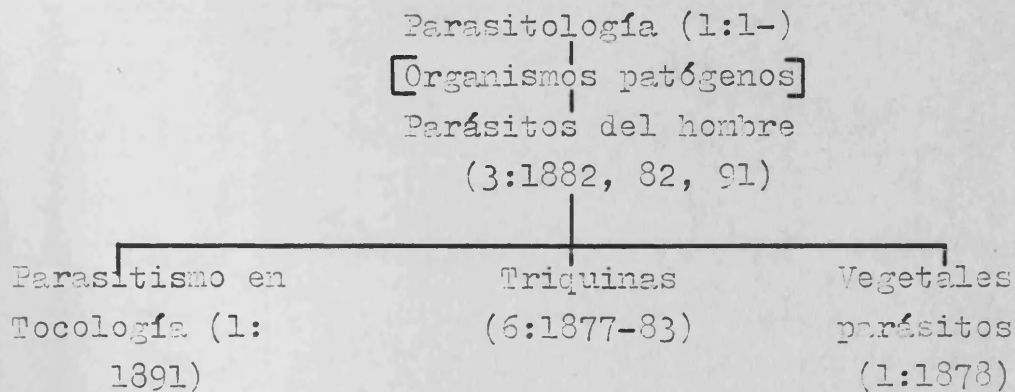 Parasitología (1:1-)
[Organismos patógenos]
Parásitos del hombre
(3:1882, 82, 91)
Parasitismo en
Tocología (1:
1891)
Triquinas
(6:1877-83)
Vegetales
parásitos
(1:1878)